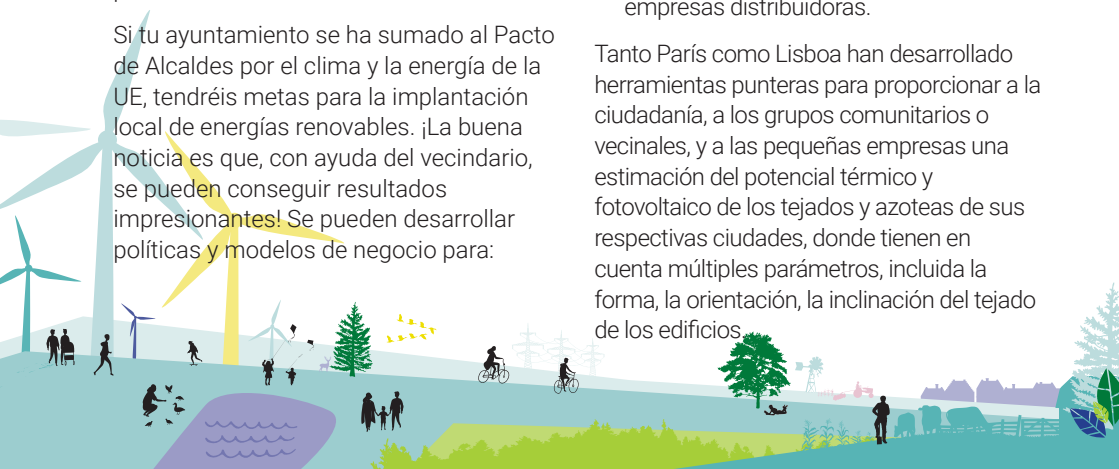 Si tu ayuntamiento se ha sumado al Pacto
de Alcaldes por el clima y la energía de la
UE, tendréis metas para la implantación
local de energías renovables. ¡La buena
noticia es que, con ayuda del vecindario,
se pueden conseguir resultados
impresionantes! Se pueden desarrollar
políticas y modelos de negocio para:
empresas distribuidoras.
Tanto París como Lisboa han desarrollado
herramientas punteras para proporcionar a la
ciudadanía, a los grupos comunitarios o
vecinales, y a las pequeñas empresas una
estimación del potencial térmico y
fotovoltaico de los tejados y azoteas de sus
respectivas ciudades, donde tienen en
cuenta múltiples parámetros, incluida la
forma, la orientación, la inclinación del tejado
de los edificios.